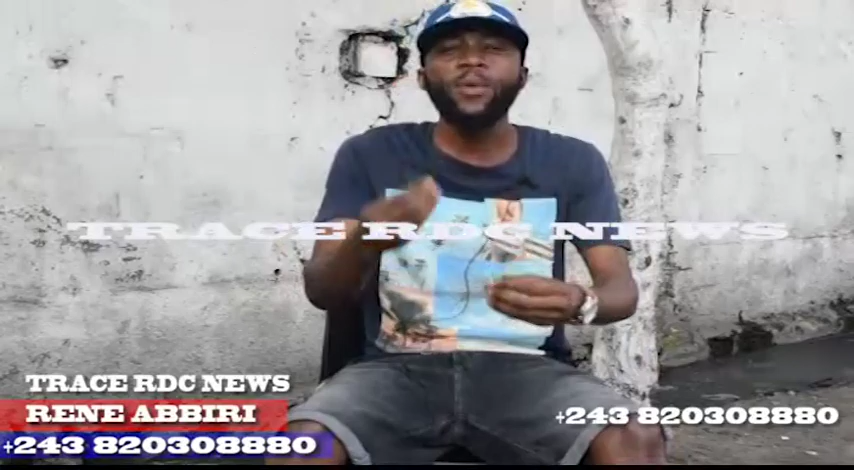 TRACE RDC NEWS
TRACE RDC NEWS
RENE ABBIRI
+243 820308880
+243 820308880